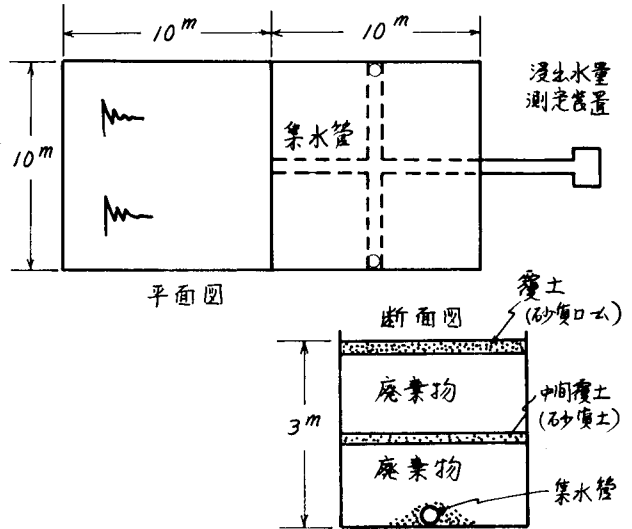 10m
10m
浸出水量
測定装置
集水管
10m
平面図
断面図
覆土
(砂質ローム)
廃棄物
3m
中間覆土
(砂質土)
廃棄物
集水管